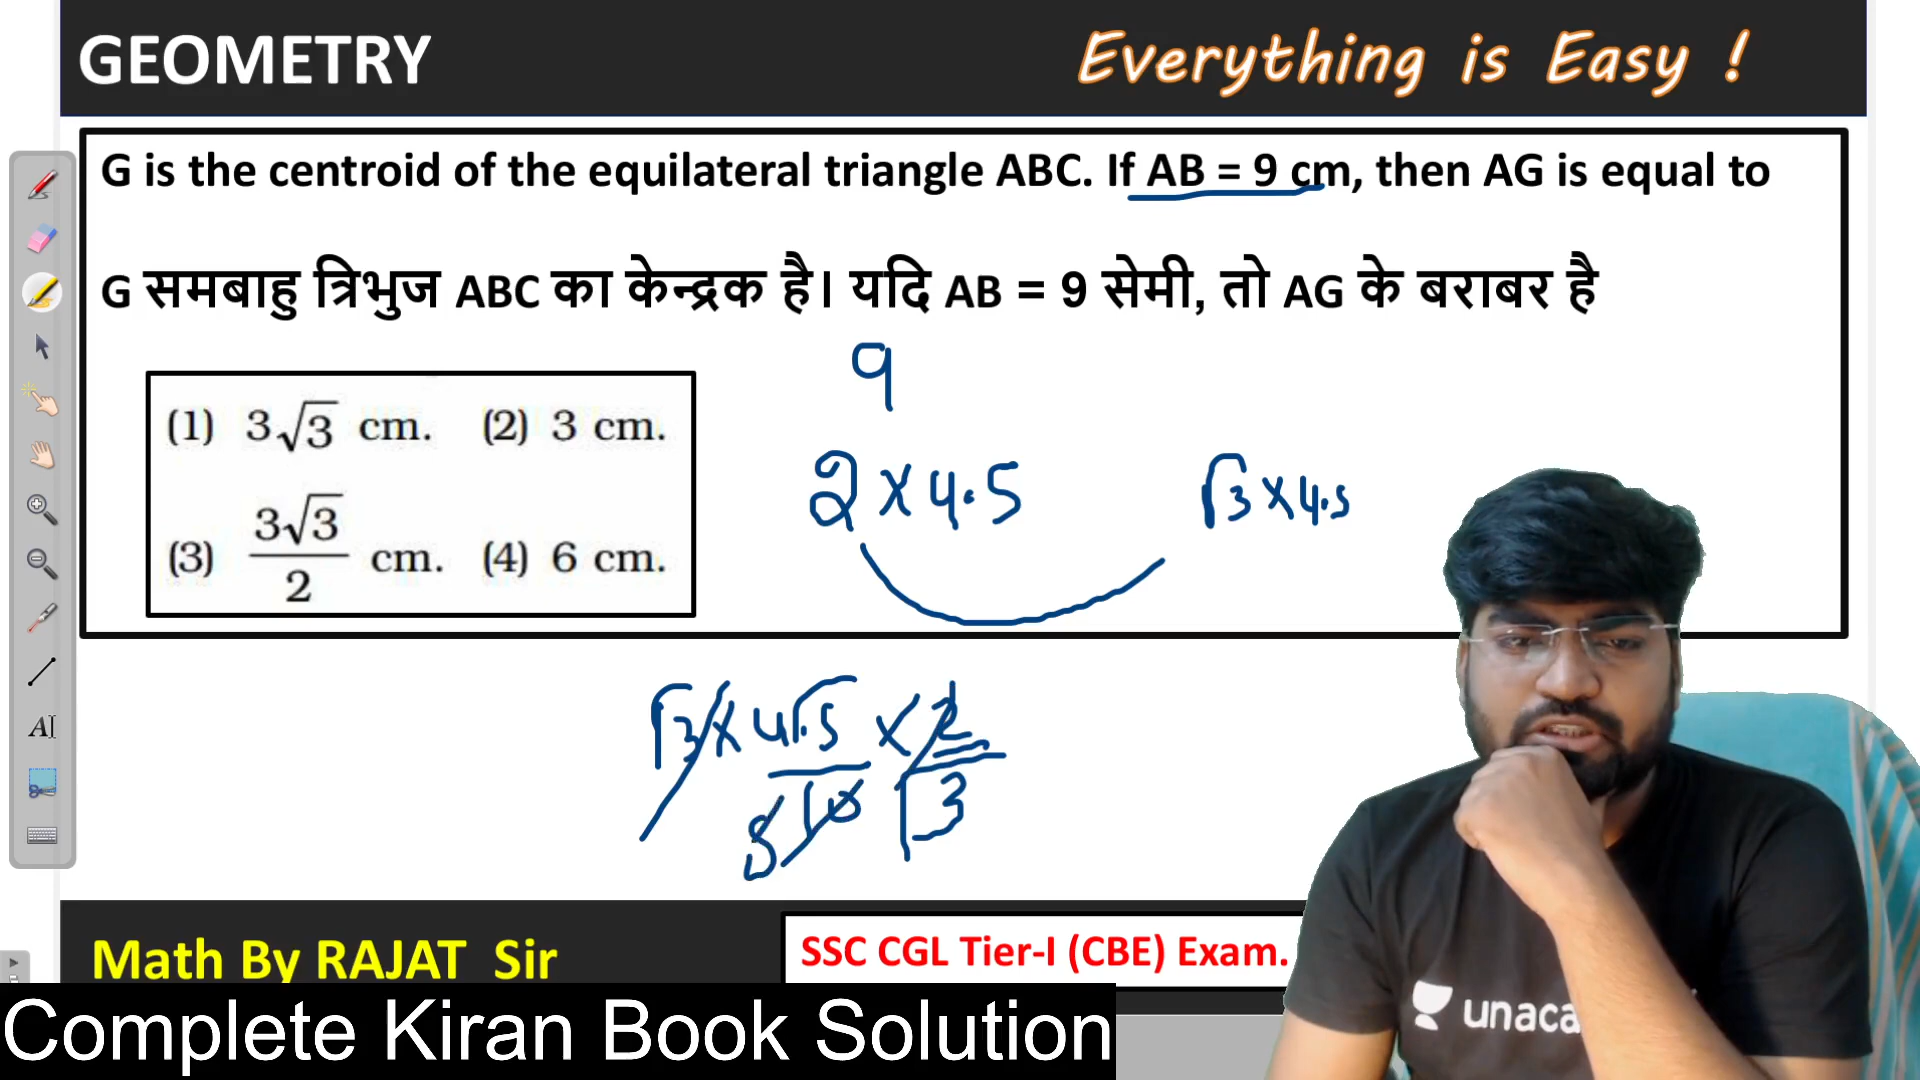 GEOMETRY
Everything is Easy !
G is the centroid of the equilateral triangle ABC. If AB = 9 cm, then AG is equal to
G समबाहु त्रिभुज ABC का केन्द्रक है। यदि AB = 9 सेमी, तो AG के बराबर है
9
(1) 3√3 cm. (2) 3 cm.
2 × 4.5 √3 × 4.5
(3) 3√3/2 cm. (4) 6 cm.
Math By RAJAT Sir
SSC CGL Tier-I (CBE) Exam.
Complete Kiran Book Solution